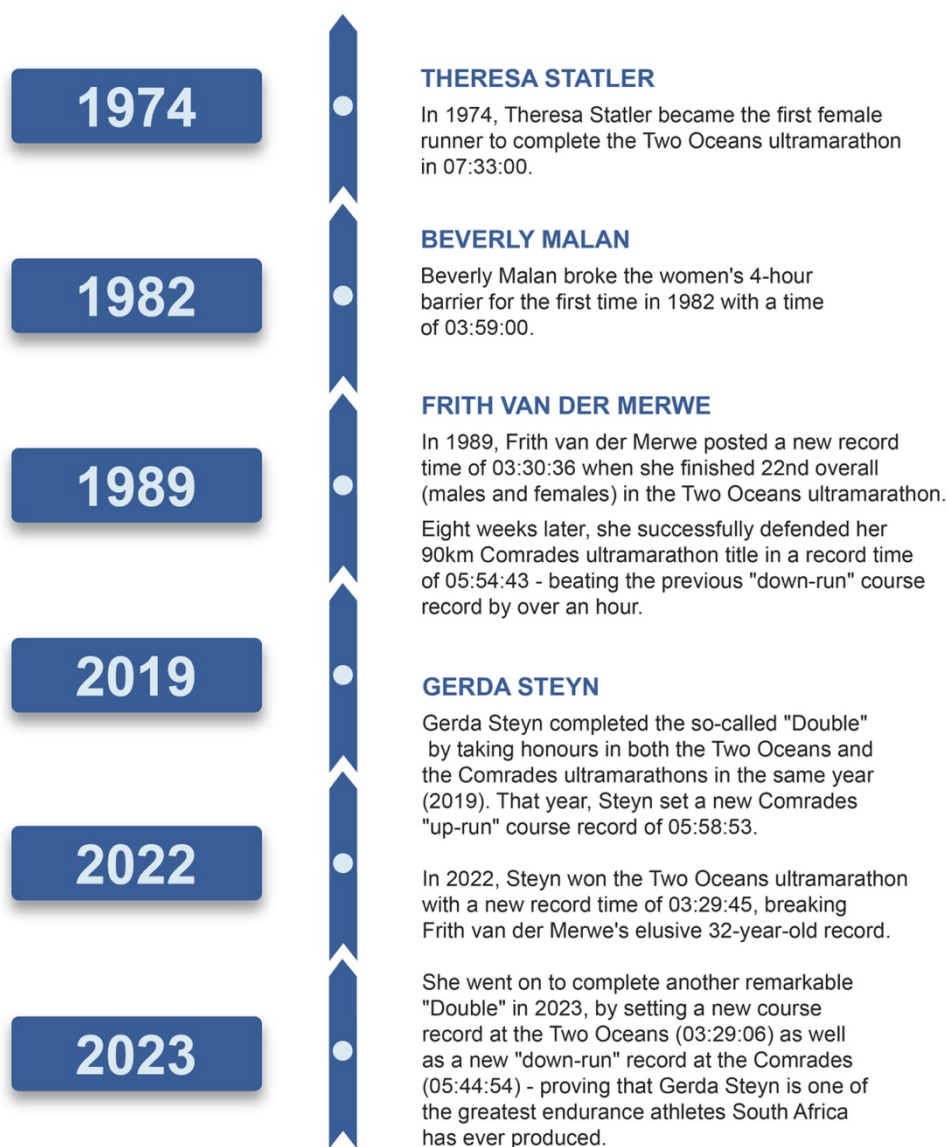 1974
THERESA STATLER
In 1974, Theresa Statler became the first female
runner to complete the Two Oceans ultramarathon
in 07:33:00.
1982
BEVERLY MALAN
Beverly Malan broke the women's 4-hour
barrier for the first time in 1982 with a time
of 03:59:00.
1989
FRITH VAN DER MERWE
In 1989, Frith van der Merwe posted a new record
time of 03:30:36 when she finished 22nd overall
(males and females) in the Two Oceans ultramarathon.
Eight weeks later, she successfully defended her
90km Comrades ultramarathon title in a record time
of 05:54:43 - beating the previous "down-run" course
record by over an hour.
2019
GERDA STEYN
Gerda Steyn completed the so-called "Double"
by taking honours in both the Two Oceans and
the Comrades ultramarathons in the same year
(2019). That year, Steyn set a new Comrades
"up-run" course record of 05:58:53.
2022
In 2022, Steyn won the Two Oceans ultramarathon
with a new record time of 03:29:45, breaking
Frith van der Merwe's elusive 32-year-old record.
2023
She went on to complete another remarkable
"Double" in 2023, by setting a new course
record at the Two Oceans (03:29:06) as well
as a new "down-run" record at the Comrades
(05:44:54) - proving that Gerda Steyn is one of
the greatest endurance athletes South Africa
has ever produced.